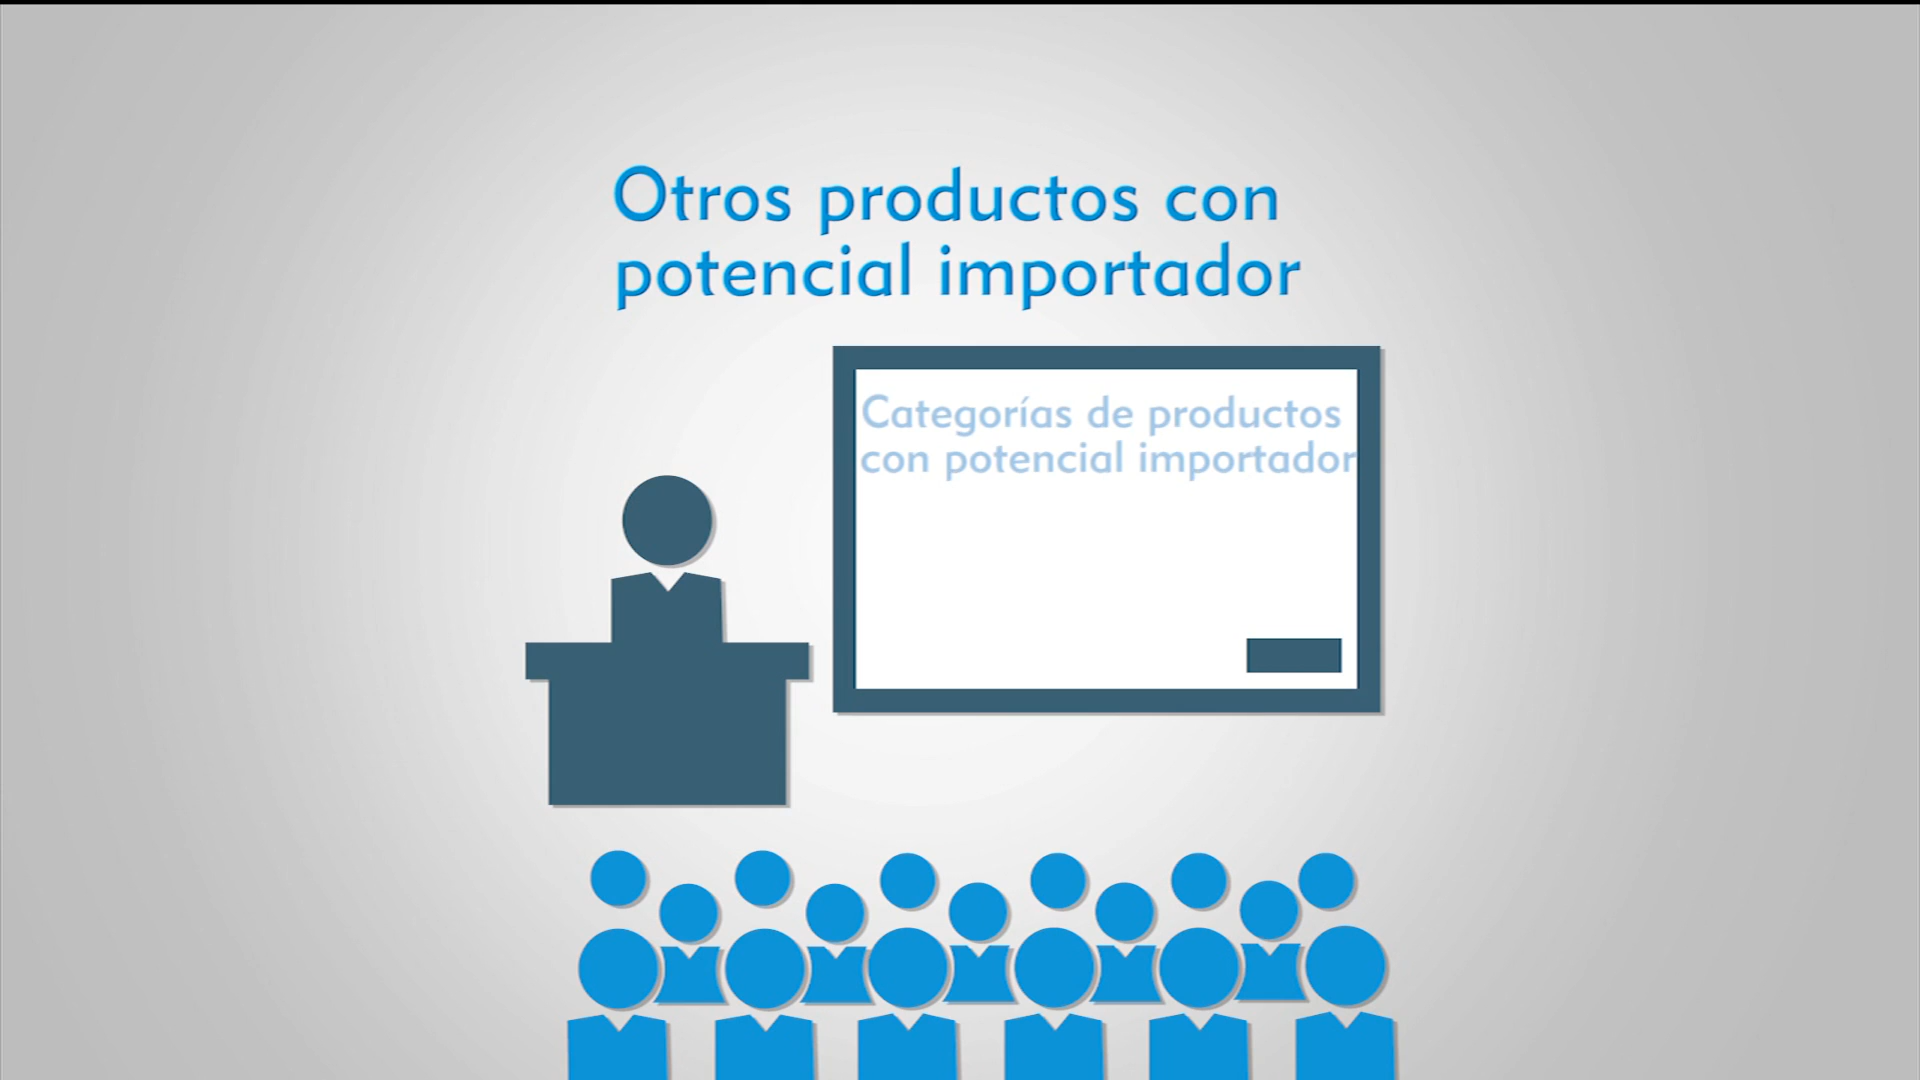 Otros productos con
potencial importador
Categorías de productos
con potencial importador